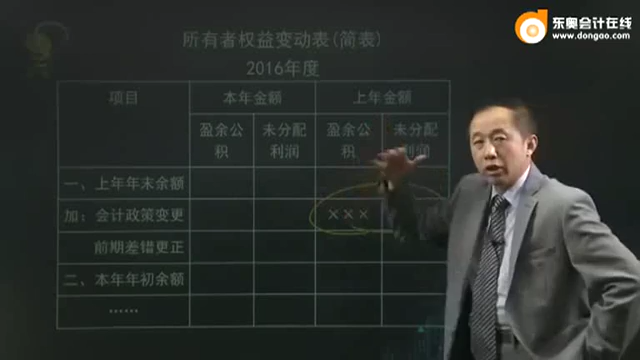 东奥会计在线
www.dongao.com
所有者权益变动表(简表)
2016年度
项目 本年金额 上年金额
盈余公积 未分配利润 盈余公积 未分配利润
一、上年年末余额
加：会计政策变更 ×××
前期差错更正
二、本年年初余额
……